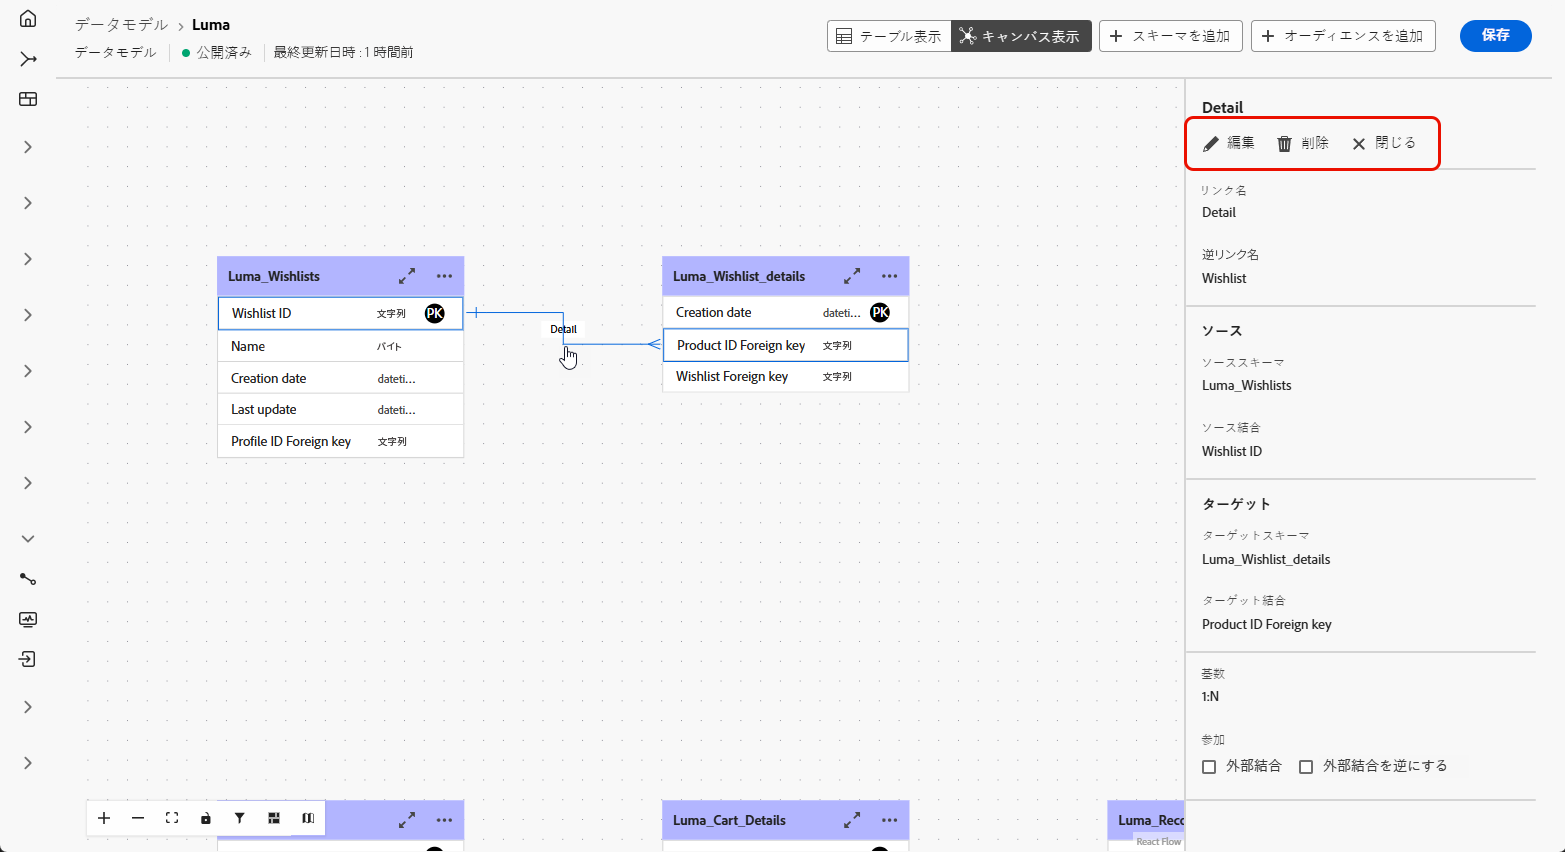 データモデル > Luma
データモデル 公開済み 最終更新日時 : 1 時間前
テーブル表示 キャンバス表示 + スキーマを追加 + オーディエンスを追加 保存
Detail
編集 削除 閉じる
リンク名
Detail
逆リンク名
Wishlist
ソース
ソーススキーマ
Luma_Wishlists
ソース結合
Wishlist ID
ターゲット
ターゲットスキーマ
Luma_Wishlist_details
ターゲット結合
Product ID Foreign key
基数
1:N
参加
外部結合 外部結合を逆にする
Luma_Wishlists
Wishlist ID 文字列 PK
Name バイト
Creation date dateti...
Last update dateti...
Profile ID Foreign key 文字列
Detail
Luma_Wishlist_details
Creation date dateti... PK
Product ID Foreign key 文字列
Wishlist Foreign key 文字列
Luma_Cart_Details
Luma_Reco
React Flow